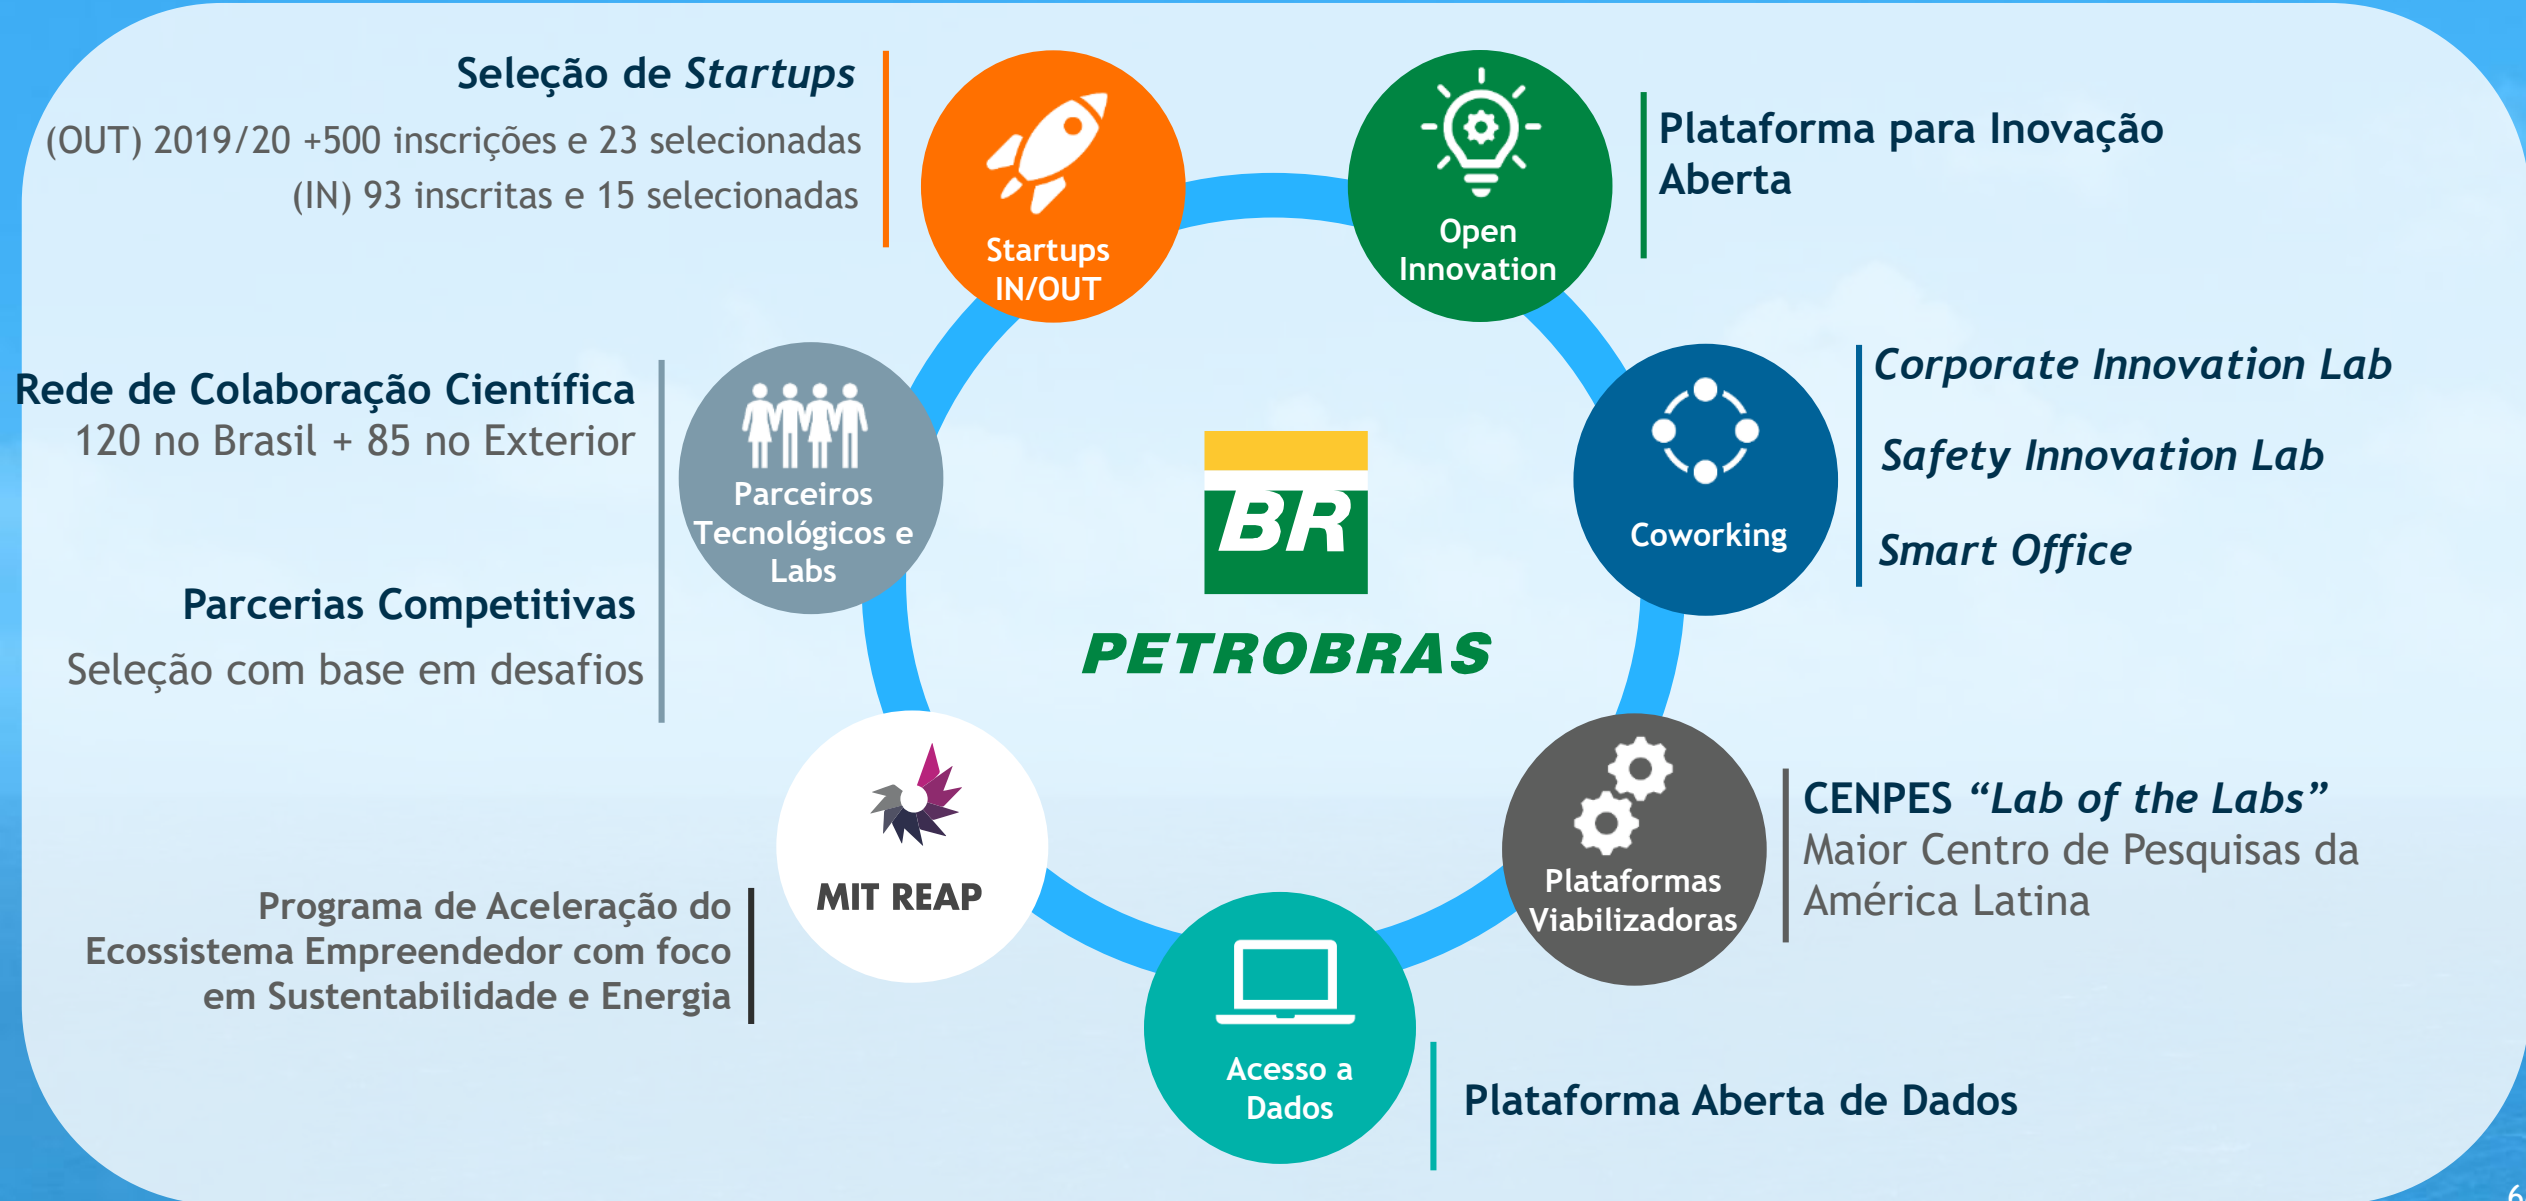 Seleção de Startups
(OUT) 2019/20 +500 inscrições e 23 selecionadas
(IN) 93 inscritas e 15 selecionadas
Startups
IN/OUT
Open
Innovation
Plataforma para Inovação
Aberta
Rede de Colaboração Científica
120 no Brasil + 85 no Exterior
Parcerias Competitivas
Seleção com base em desafios
Parceiros
Tecnológicos e
Labs
BR
PETROBRAS
Coworking
Corporate Innovation Lab
Safety Innovation Lab
Smart Office
MIT REAP
Programa de Aceleração do
Ecossistema Empreendedor com foco
em Sustentabilidade e Energia
Plataformas
Viabilizadoras
CENPES “Lab of the Labs”
Maior Centro de Pesquisas da
América Latina
Acesso a
Dados
Plataforma Aberta de Dados
6